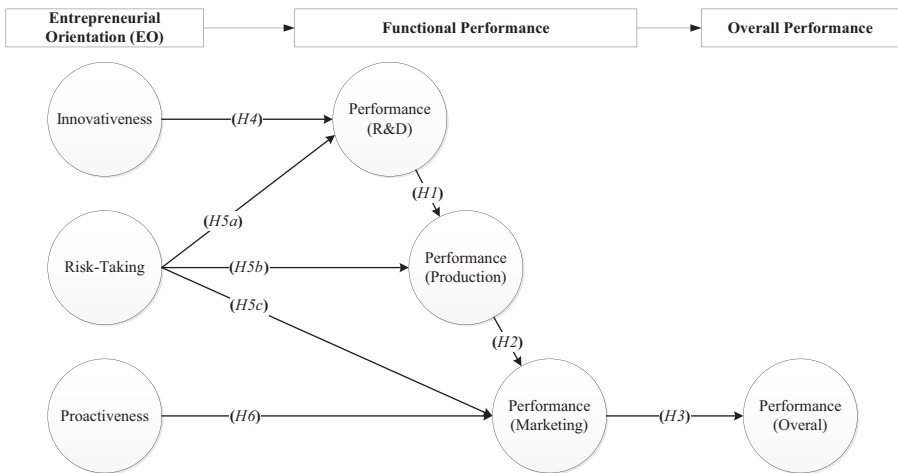 Entrepreneurial
Orientation (EO)
Functional Performance
Overall Performance
Innovativeness
(H4)
Performance
(R&D)
(H1)
(H5a)
Risk-Taking
(H5b)
Performance
(Production)
(H5c)
(H2)
Proactiveness
(H6)
Performance
(Marketing)
(H3)
Performance
(Overal)